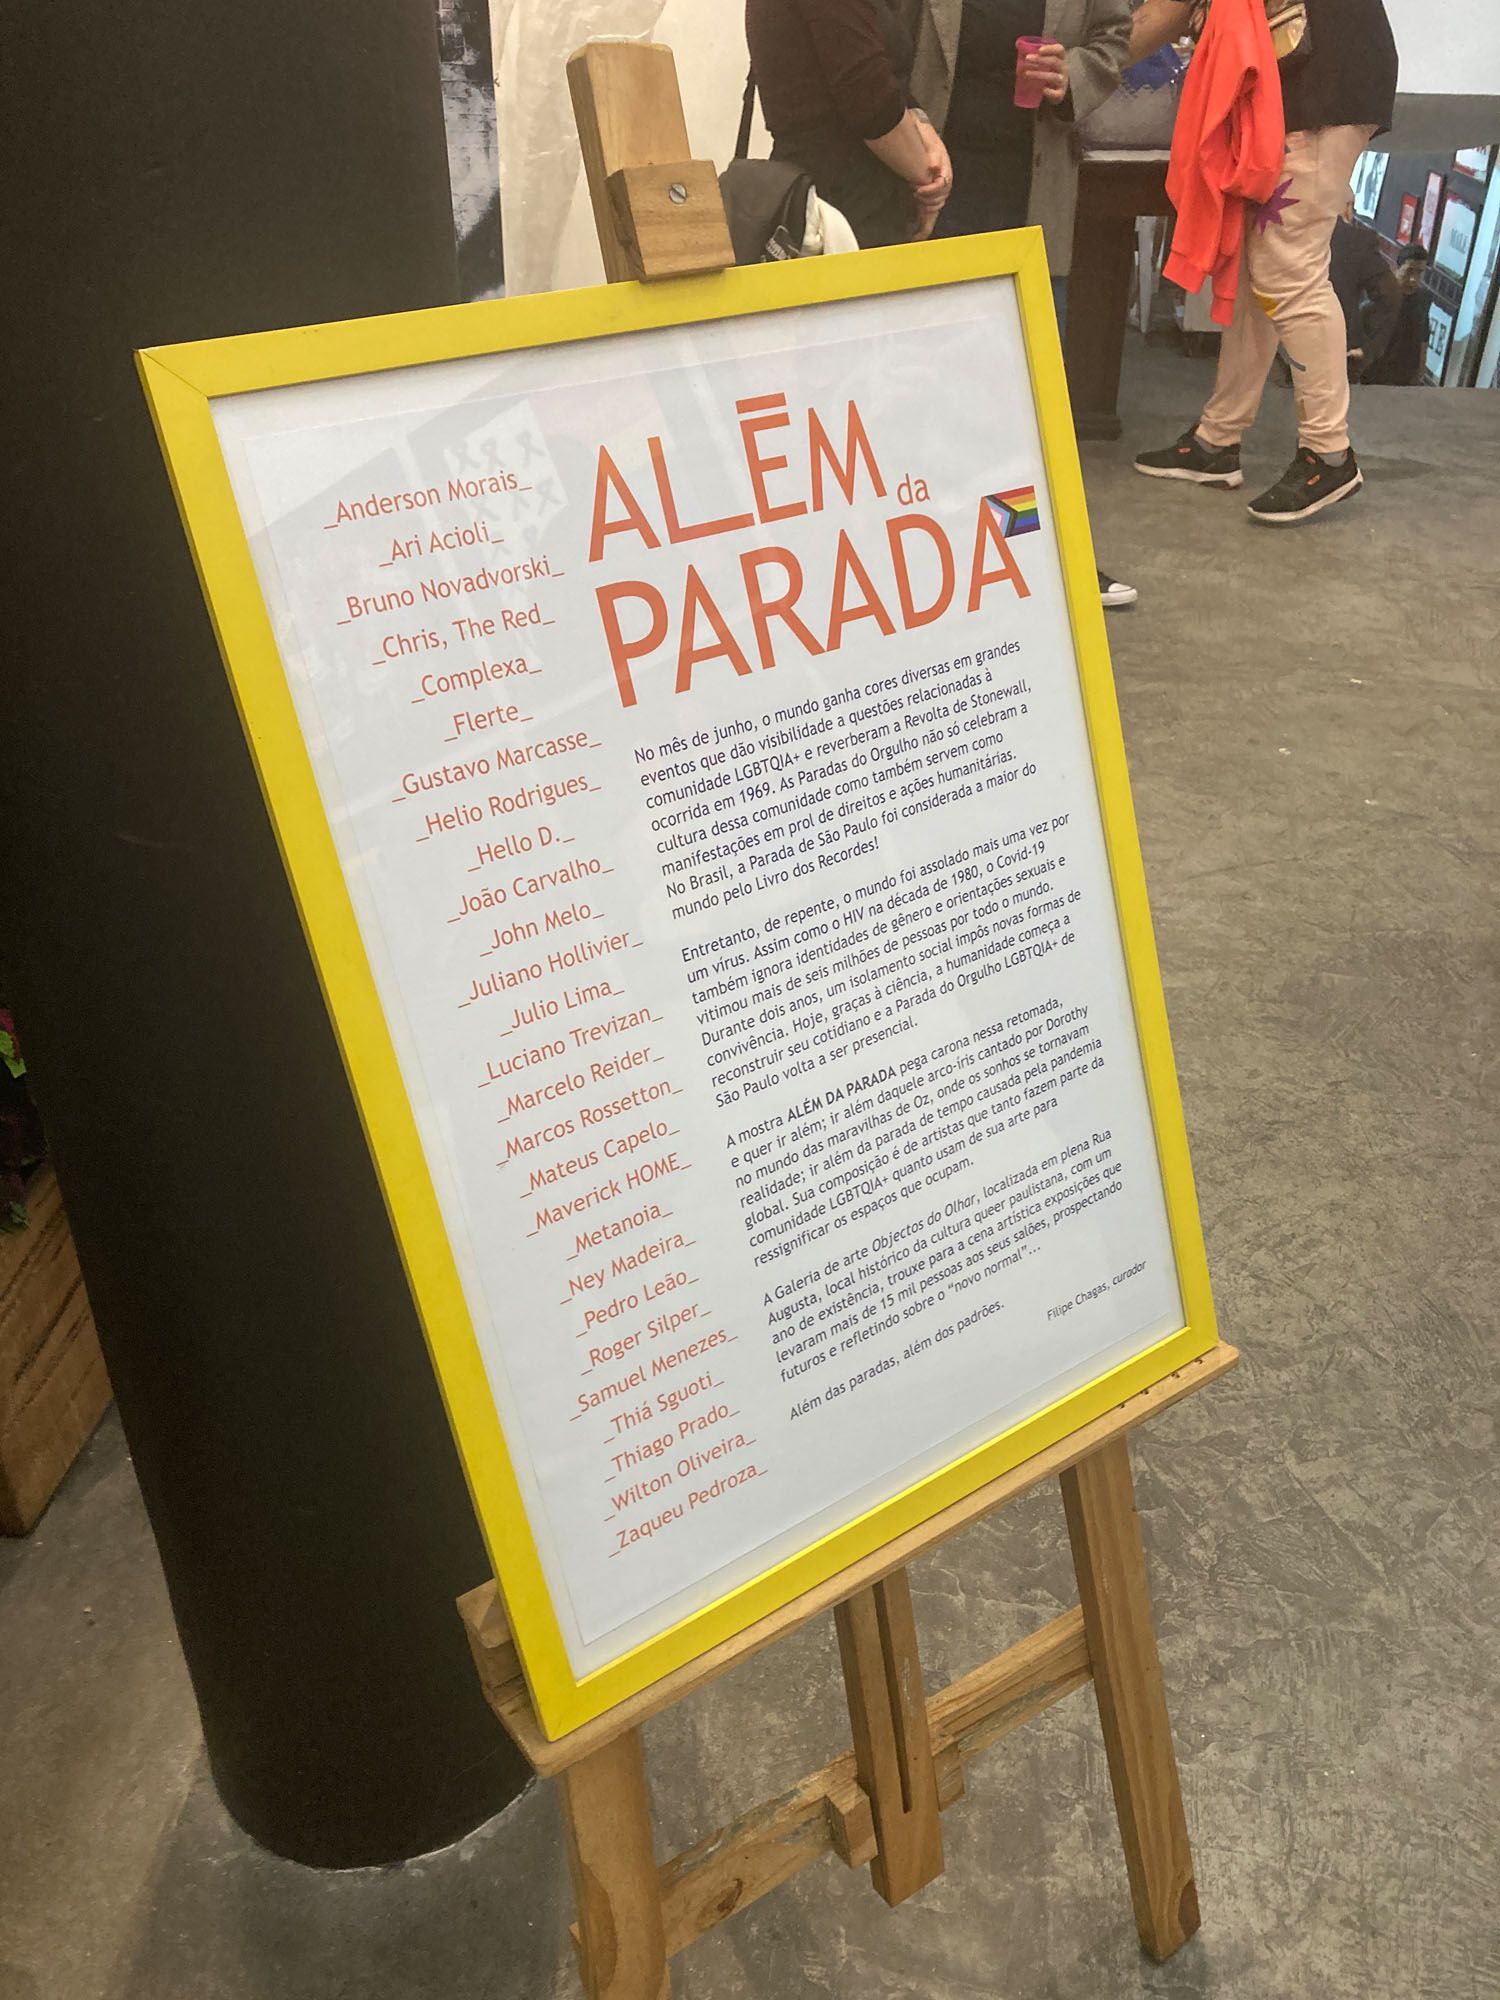 ALĒM da
PARADA
_Anderson Morais_
_Ari Acioli_
_Bruno Novadvorski_
_Chris, The Red_
_Complexa_
_Flerte_
_Gustavo Marcasse_
_Helio Rodrigues_
_Hello D._
_João Carvalho_
_John Melo_
_Juliano Hollivier_
_Julio Lima_
_Luciano Trevizan_
_Marcelo Reider_
_Marcos Rossetton_
_Mateus Capelo_
_Maverick HOME_
_Metanoia_
_Ney Madeira_
_Pedro Leão_
_Roger Silper_
_Samuel Menezes_
_Thiá Sguoti_
_Thiago Prado_
_Wilton Oliveira_
_Zaqueu Pedroza_
No mês de junho, o mundo ganha cores diversas em grandes
eventos que dão visibilidade a questões relacionadas à
comunidade LGBTQIA+ e reverberam a Revolta de Stonewall,
ocorrida em 1969. As Paradas do Orgulho não só celebram a
cultura dessa comunidade como também servem como
manifestações em prol de direitos e ações humanitárias.
No Brasil, a Parada de São Paulo foi considerada a maior do
mundo pelo Livro dos Recordes!
Entretanto, de repente, o mundo foi assolado mais uma vez por
um vírus. Assim como o HIV na década de 1980, o Covid-19
também ignora identidades de gênero e orientações sexuais e
vitimou mais de seis milhões de pessoas por todo o mundo.
Durante dois anos, um isolamento social impôs novas formas de
convivência. Hoje, graças à ciência, a humanidade começa a
reconstruir seu cotidiano e a Parada do Orgulho LGBTQIA+ de
São Paulo volta a ser presencial.
A mostra ALÉM DA PARADA pega carona nessa retomada,
e quer ir além; ir além daquele arco-íris cantado por Dorothy
no mundo das maravilhas de Oz, onde os sonhos se tornavam
realidade; ir além da parada de tempo causada pela pandemia
global. Sua composição é de artistas que tanto fazem parte da
comunidade LGBTQIA+ quanto usam de sua arte para
ressignificar os espaços que ocupam.
A Galeria de arte Objectos do Olhar, localizada em plena Rua
Augusta, local histórico da cultura queer paulistana, com um
ano de existência, trouxe para a cena artística exposições que
levaram mais de 15 mil pessoas aos seus salões, prospectando
futuros e refletindo sobre o “novo normal”...
Além das paradas, além dos padrões.
Filipe Chagas, curador